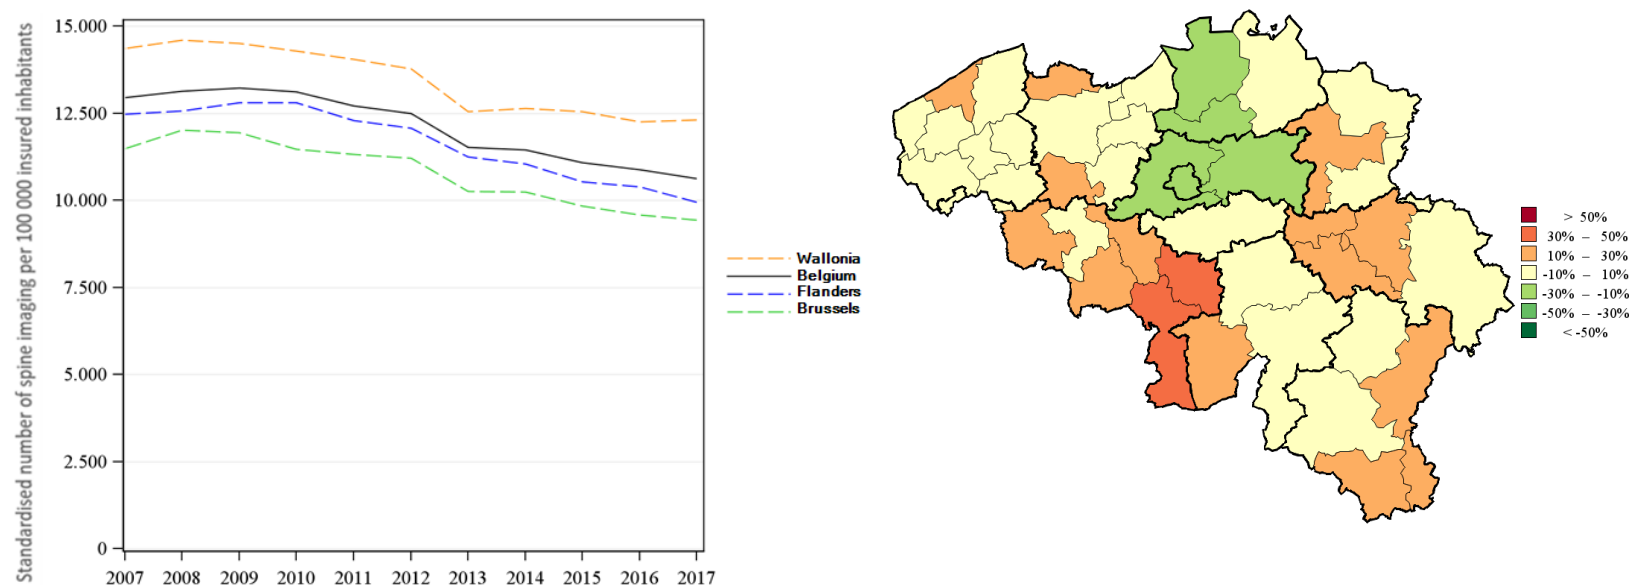 Standardised number of spine imaging per 100 000 insured inhabitants
15.000
12.500
10.000
7.500
5.000
2.500
0
2007 2008 2009 2010 2011 2012 2013 2014 2015 2016 2017
Wallonia
Belgium
Flanders
Brussels
> 50%
30% – 50%
10% – 30%
-10% – 10%
-30% – -10%
-50% – -30%
< -50%